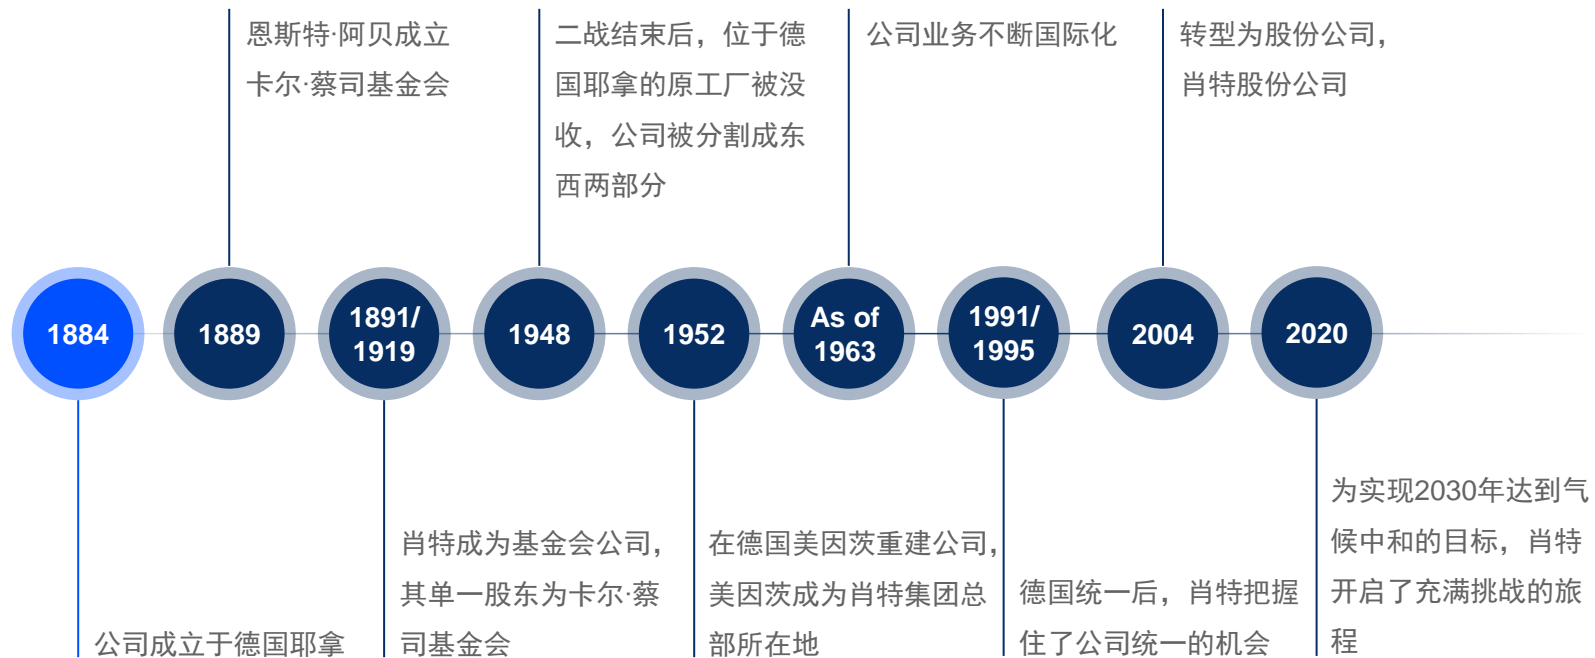 恩斯特·阿贝成立
卡尔·蔡司基金会
二战结束后，位于德
国耶拿的原工厂被没
收，公司被分割成东
西两部分
公司业务不断国际化
转型为股份公司，
肖特股份公司
1884
1889
1891/
1919
1948
1952
As of
1963
1991/
1995
2004
2020
公司成立于德国耶拿
肖特成为基金会公司，
其单一股东为卡尔·蔡
司基金会
在德国美因茨重建公司，
美因茨成为肖特集团总
部所在地
德国统一后，肖特把握
住了公司统一的机会
为实现2030年达到气
候中和的目标，肖特
开启了充满挑战的旅
程